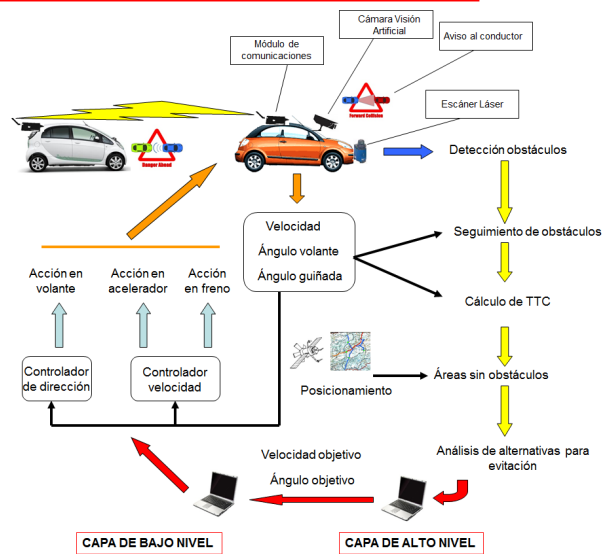 Módulo de
comunicaciones
Cámara Visión
Artificial
Aviso al conductor
Escáner Láser
Danger Ahead
Forward Collision
Detección obstáculos
Velocidad
Ángulo volante
Ángulo guiñada
Seguimiento de obstáculos
Cálculo de TTC
Acción en
volante
Acción en
acelerador
Acción
en freno
Controlador
de dirección
Controlador
velocidad
Posicionamiento
Áreas sin obstáculos
Análisis de alternativas para
evitación
Velocidad objetivo
Ángulo objetivo
CAPA DE BAJO NIVEL
CAPA DE ALTO NIVEL